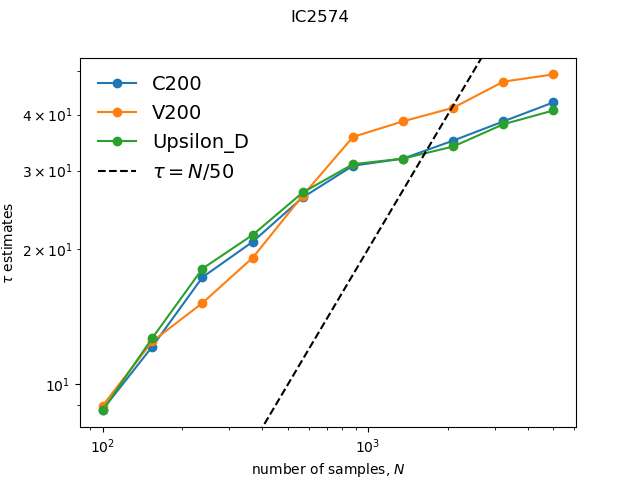 IC2574
C200
V200
Upsilon_D
τ = N/50
4 × 10¹
3 × 10¹
2 × 10¹
10¹
τ estimates
10² 10³
number of samples, N